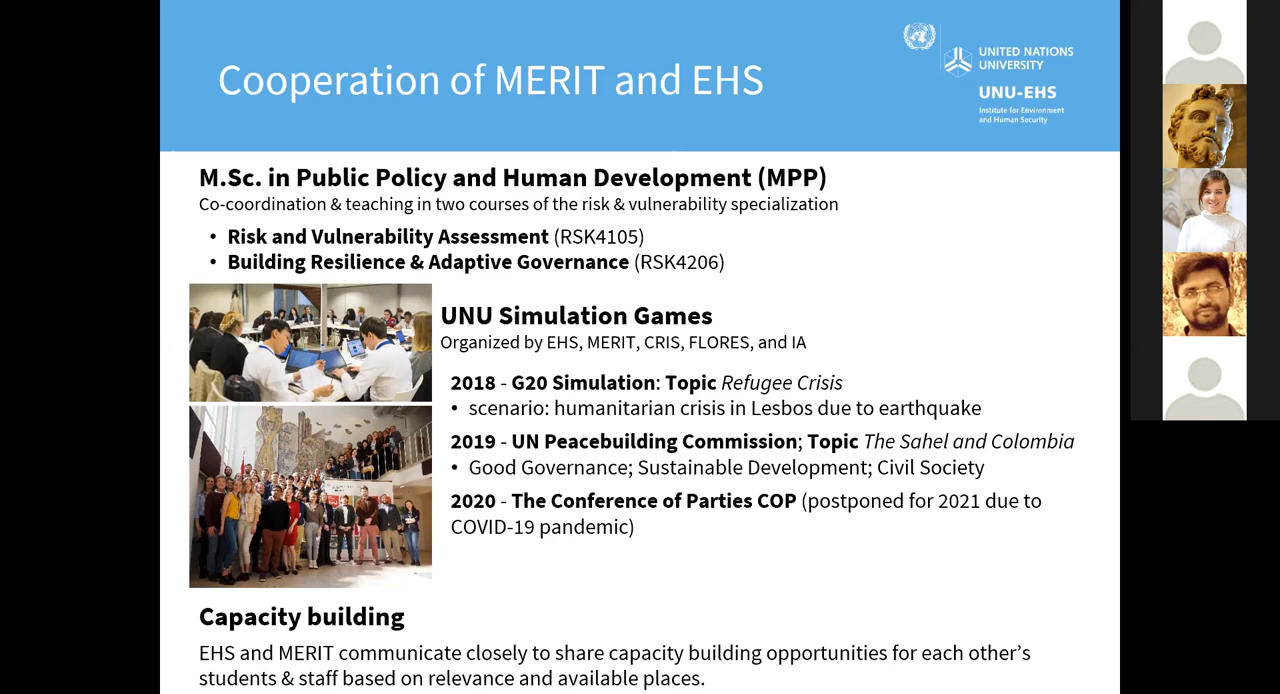 Cooperation of MERIT and EHS
UNITED NATIONS
UNIVERSITY
UNU-EHS
Institute for Environment
and Human Security
M.Sc. in Public Policy and Human Development (MPP)
Co-coordination & teaching in two courses of the risk & vulnerability specialization
• Risk and Vulnerability Assessment (RSK4105)
• Building Resilience & Adaptive Governance (RSK4206)
UNU Simulation Games
Organized by EHS, MERIT, CRIS, FLORES, and IA
2018 - G20 Simulation: Topic Refugee Crisis
• scenario: humanitarian crisis in Lesbos due to earthquake
2019 - UN Peacebuilding Commission; Topic The Sahel and Colombia
• Good Governance; Sustainable Development; Civil Society
2020 - The Conference of Parties COP (postponed for 2021 due to
COVID-19 pandemic)
Capacity building
EHS and MERIT communicate closely to share capacity building opportunities for each other’s
students & staff based on relevance and available places.